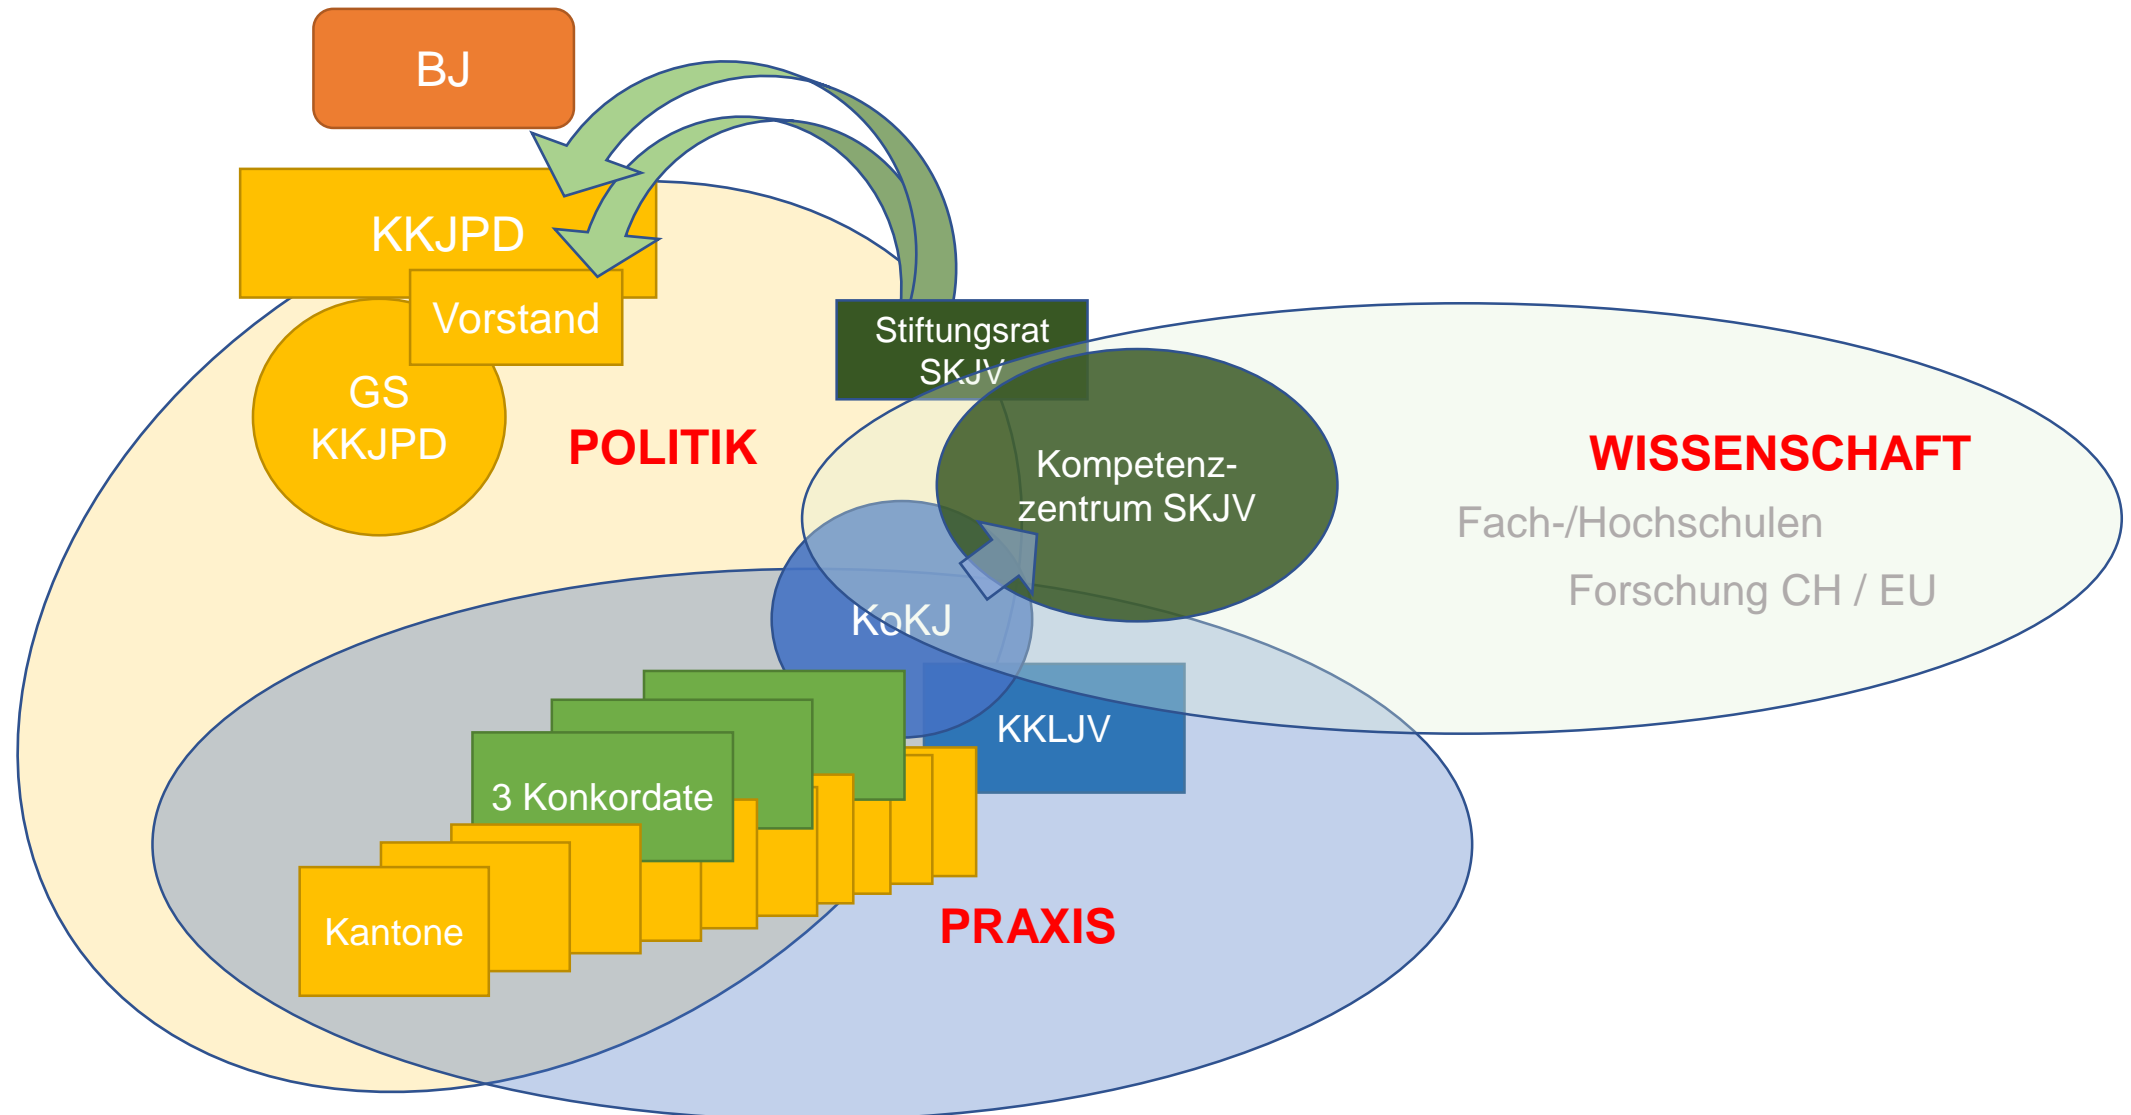 BJ
KKJPD
Vorstand
GS
KKJPD
Stiftungsrat
SKJV
POLITIK
Kompetenz-
zentrum SKJV
WISSENSCHAFT
Fach-/Hochschulen
Forschung CH / EU
KoKJ
KKLJV
3 Konkordate
Kantone
PRAXIS